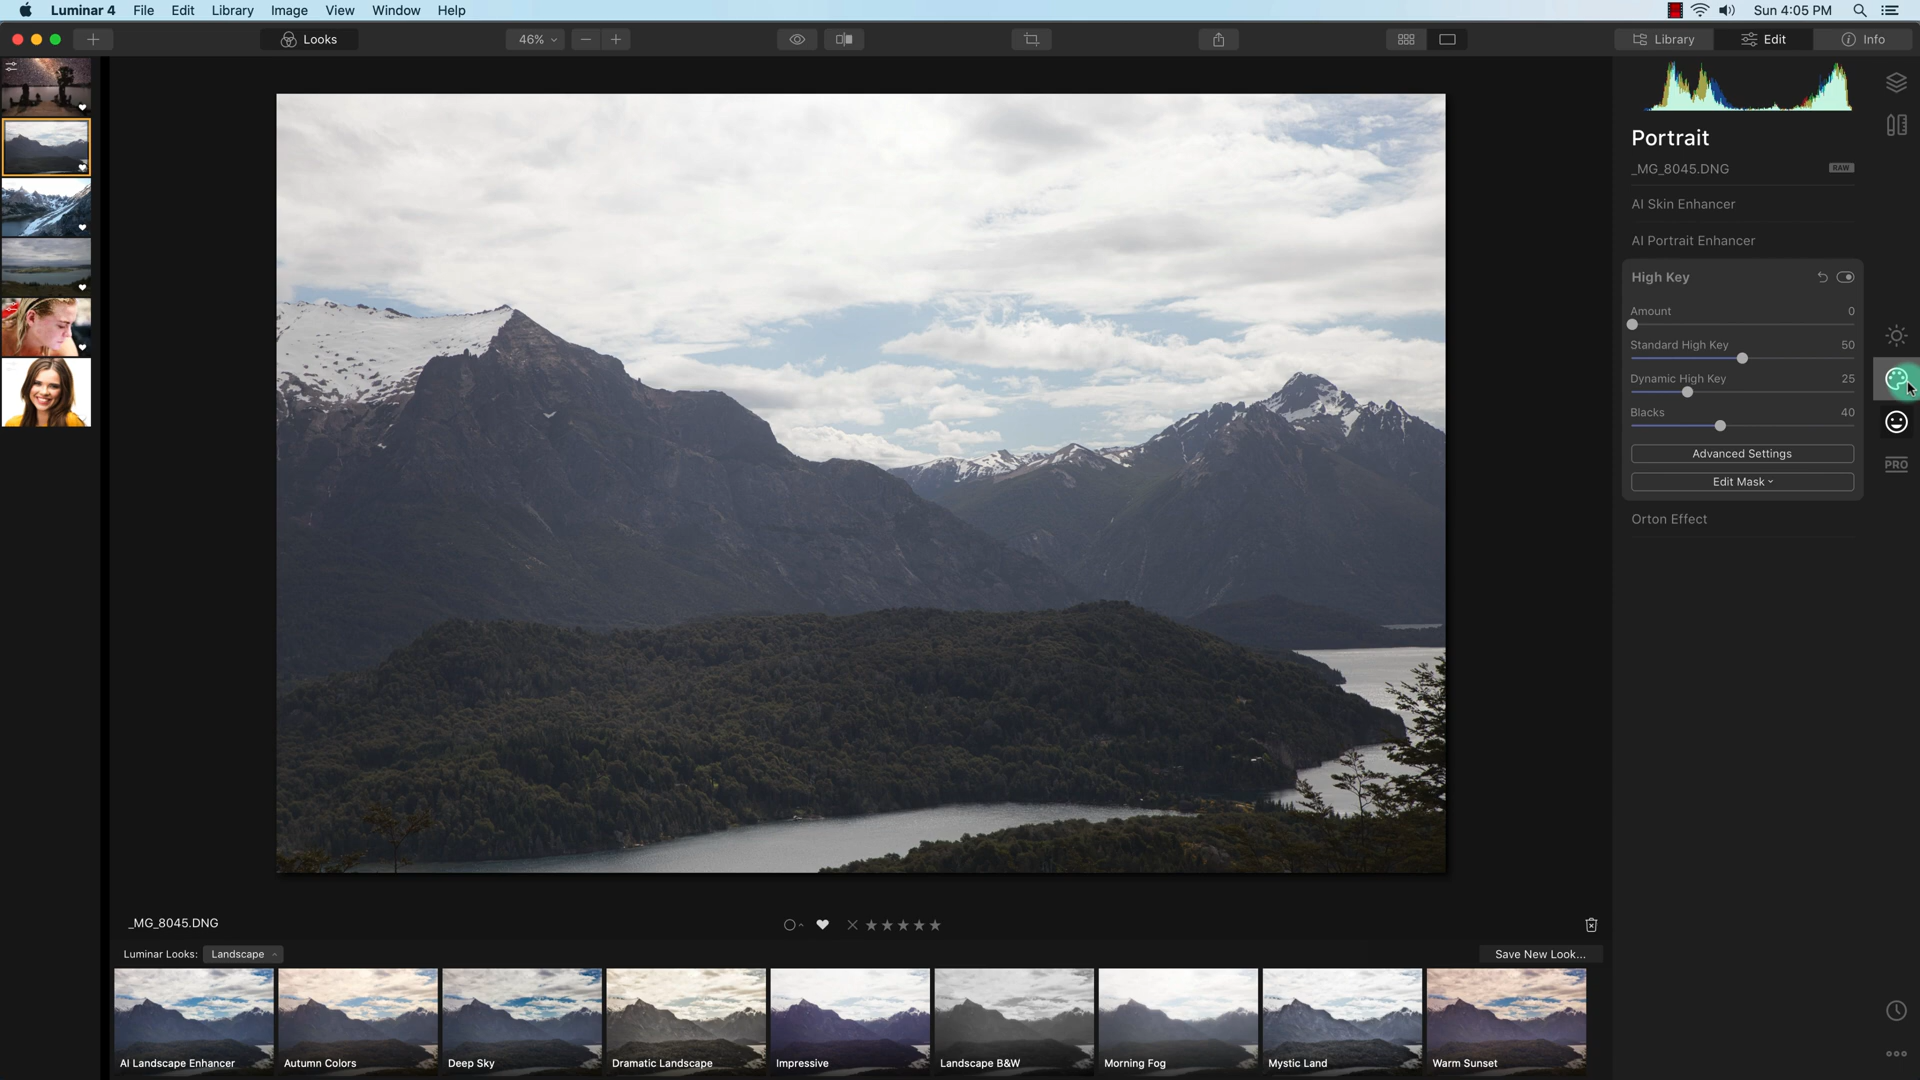 Luminar 4 File Edit Library Image View Window Help Sun 4:05 PM
Looks 46% Library Edit Info
Portrait
_MG_8045.DNG RAW
AI Skin Enhancer
AI Portrait Enhancer
High Key
Amount 0
Standard High Key 50
Dynamic High Key 25
Blacks 40
Advanced Settings
Edit Mask
Orton Effect
PRO
_MG_8045.DNG
Luminar Looks: Landscape Save New Look...
AI Landscape Enhancer Autumn Colors Deep Sky Dramatic Landscape Impressive Landscape B&W Morning Fog Mystic Land Warm Sunset